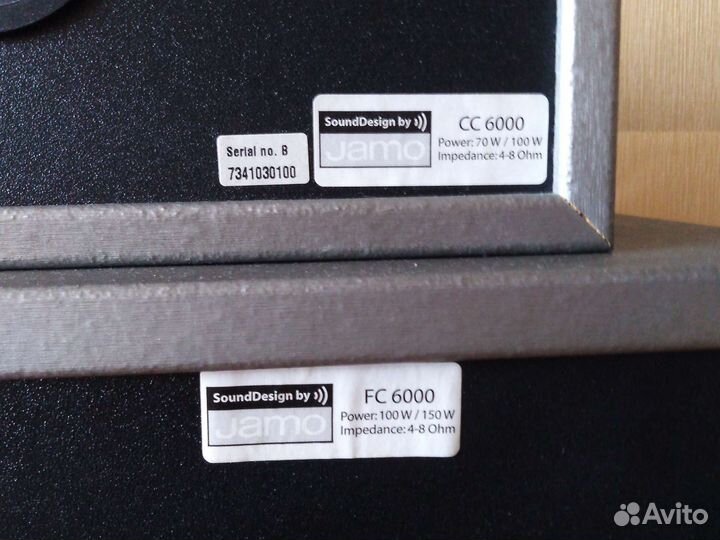 SoundDesign by
Jamo
CC 6000
Power: 70 W / 100 W
Impedance: 4-8 Ohm
Serial no. B
7341030100
SoundDesign by
Jamo
FC 6000
Power: 100 W / 150 W
Impedance: 4-8 Ohm
Avito